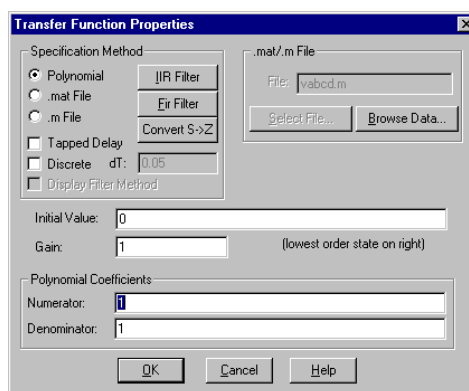 Transfer Function Properties
Specification Method
Polynomial
.mat File
.m File
Tapped Delay
Discrete dT: 0.05
Display Filter Method
IIR Filter
Fir Filter
Convert S->Z
.mat/.m File
File: vabcd.m
Select File...
Browse Data...
Initial Value: 0
Gain: 1 (lowest order state on right)
Polynomial Coefficients
Numerator: 1
Denominator: 1
OK Cancel Help